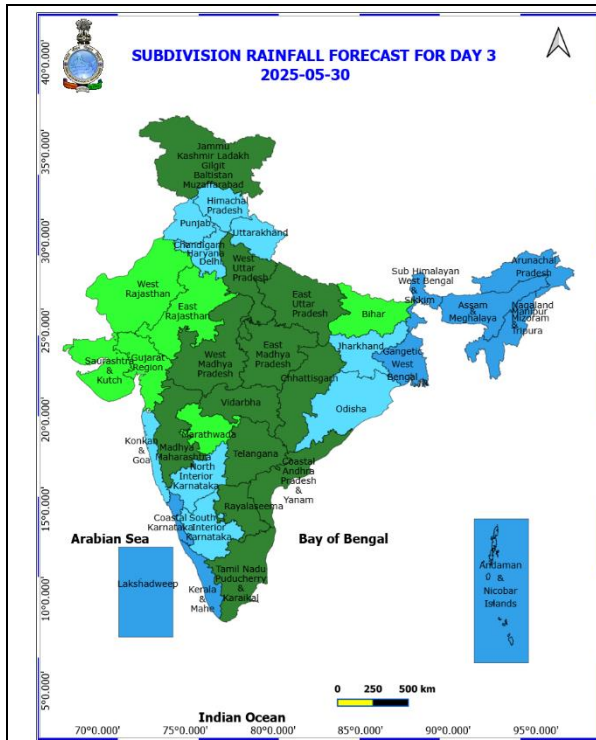 SUBDIVISION RAINFALL FORECAST FOR DAY 3
2025-05-30
40°0.000'
35°0.000'
30°0.000'
25°0.000'
20°0.000'
15°0.000'
10°0.000'
5°0.000'
Jammu
Kashmir Ladakh
Gilgit
Baltistan
Muzaffarabad
Himachal
Pradesh
Punjab
Uttarakhand
Chandigarh
Haryana
Delhi
West
Uttar
Pradesh
Arunachal
Pradesh
Sub Himalayan
West Bengal
&
Sikkim
West
Rajasthan
East
Rajasthan
East
Uttar
Pradesh
Bihar
Assam
&
Meghalaya
Nagaland
Manipur
Mizoram
&
Tripura
Saurashtra
&
Kutch
Gujarat
Region
West
Madhya
Pradesh
East
Madhya
Pradesh
Jharkhand
Gangetic
West
Bengal
Chhattisgarh
Vidarbha
Odisha
Konkan
&
Goa
Madhya
Maharashtra
Marathwada
North
Interior
Karnataka
Telangana
Coastal
Andhra
Pradesh
&
Yanam
Rayalaseema
Coastal
Karnataka
South
Interior
Karnataka
Arabian Sea
Bay of Bengal
Lakshadweep
Kerala
&
Mahe
Tamil Nadu
Puducherry
&
Karaikal
Andaman
&
Nicobar
Islands
0 250 500 km
Indian Ocean
70°0.000' 75°0.000' 80°0.000' 85°0.000' 90°0.000' 95°0.000'